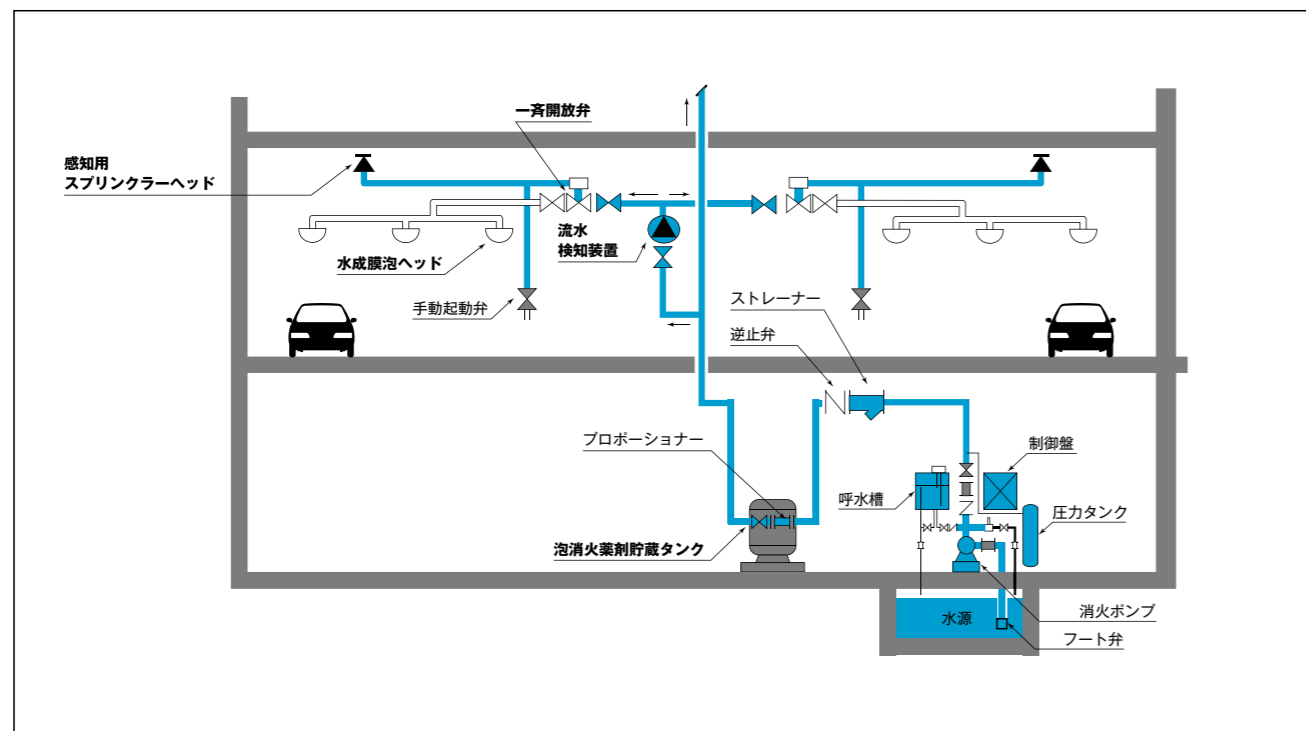 一斉開放弁
感知用
スプリンクラーヘッド
流水
検知装置
水成膜泡ヘッド
手動起動弁
ストレーナー
逆止弁
プロポーショナー
制御盤
呼水槽
圧力タンク
泡消火薬剤貯蔵タンク
消火ポンプ
水源
フート弁